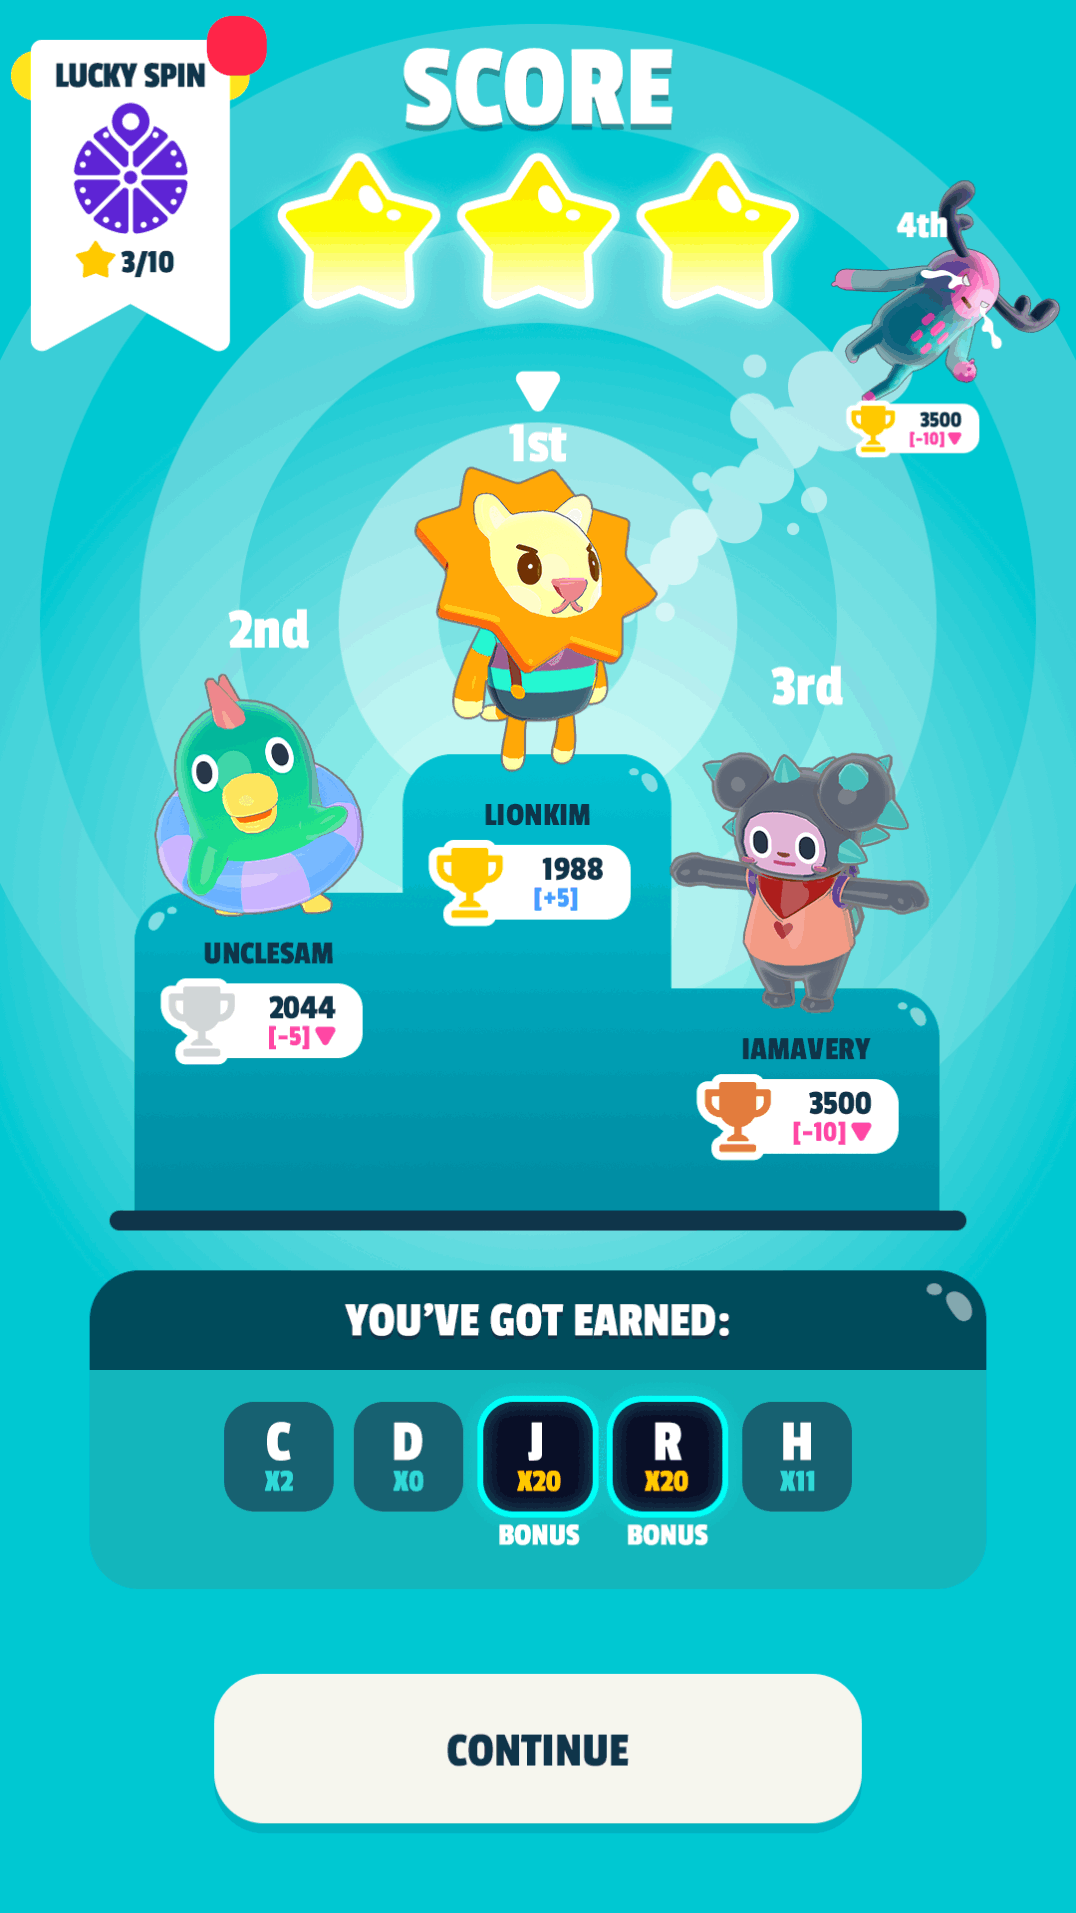 LUCKY SPIN
3/10
SCORE
4th
3500
[-10]
1st
2nd
3rd
LIONKIM
1988
[+5]
UNCLESAM
2044
[-5]
IAMAVERY
3500
[-10]
YOU'VE GOT EARNED:
C
X2
D
X0
J
X20
BONUS
R
X20
BONUS
H
X11
CONTINUE